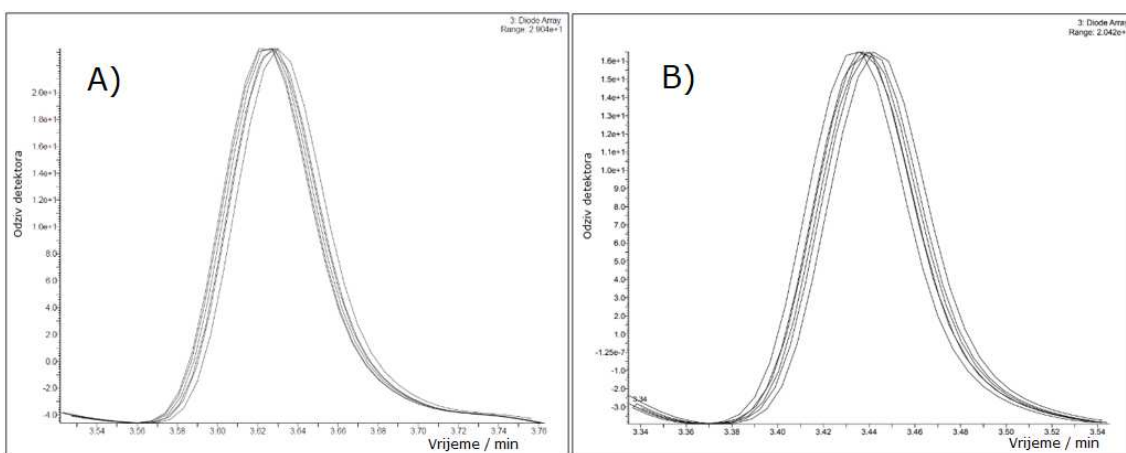 3: Diode Array
Range: 2.904e+1
A)
2.0e+1
1.8e+1
1.6e+1
1.4e+1
1.2e+1
1.0e+1
8.0
6.0
4.0
2.0
0.0
-2.0
-4.0
Odziv detektora
3.54 3.56 3.58 3.60 3.62 3.64 3.66 3.68 3.70 3.72 3.74 3.76
Vrijeme / min
3: Diode Array
Range: 2.042e+
B)
1.6e+1
1.5e+1
1.4e+1
1.3e+1
1.2e+1
1.1e+1
1.0e+1
9.0
8.0
7.0
6.0
5.0
4.0
3.0
2.0
1.0
-1.25e-7
-1.0
-2.0
-3.0
Odziv detektora
3.34
3.34 3.36 3.38 3.40 3.42 3.44 3.46 3.48 3.50 3.52 3.54
Vrijeme / min